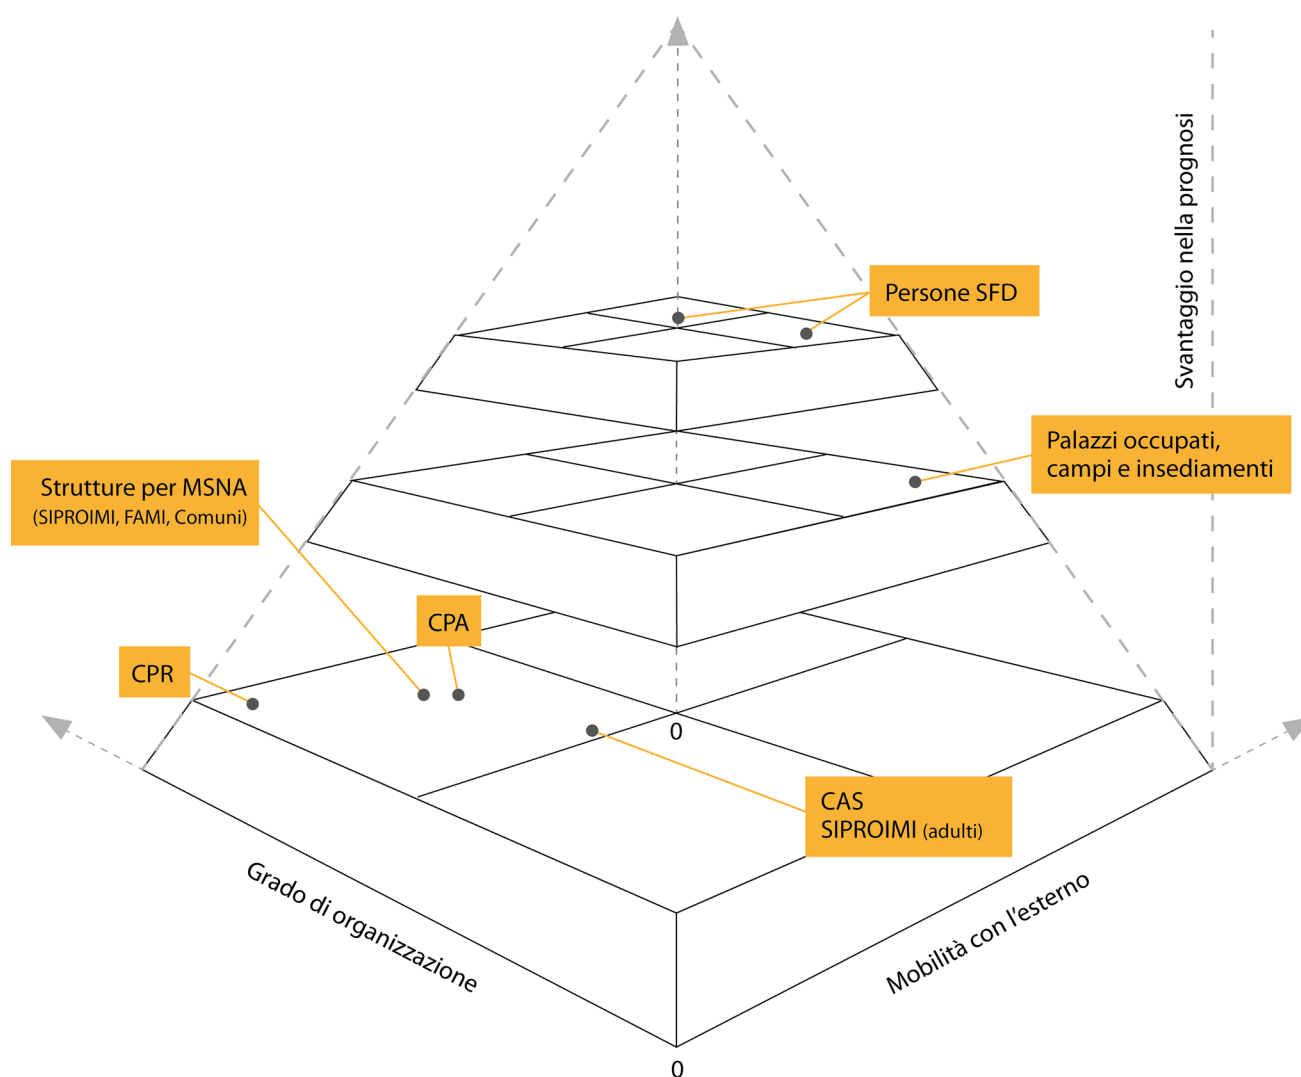 Svantaggio nella prognosi
Persone SFD
Palazzi occupati,
campi e insediamenti
Strutture per MSNA
(SIPROIMI, FAMI, Comuni)
CPA
CPR
0
CAS
SIPROIMI (adulti)
Grado di organizzazione
Mobilità con l'esterno
0